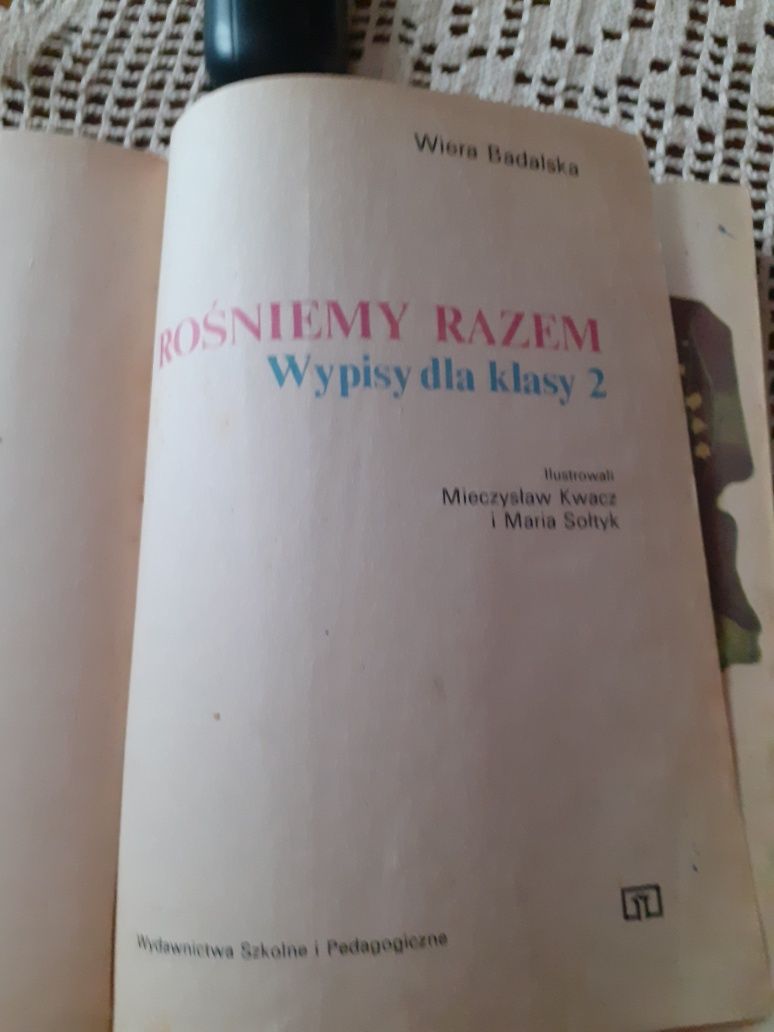 Wiera Badalska
ROŚNIEMY RAZEM
Wypisy dla klasy 2
Ilustrowali
Mieczysław Kwacz
i Maria Sołtyk
Wydawnictwa Szkolne i Pedagogiczne